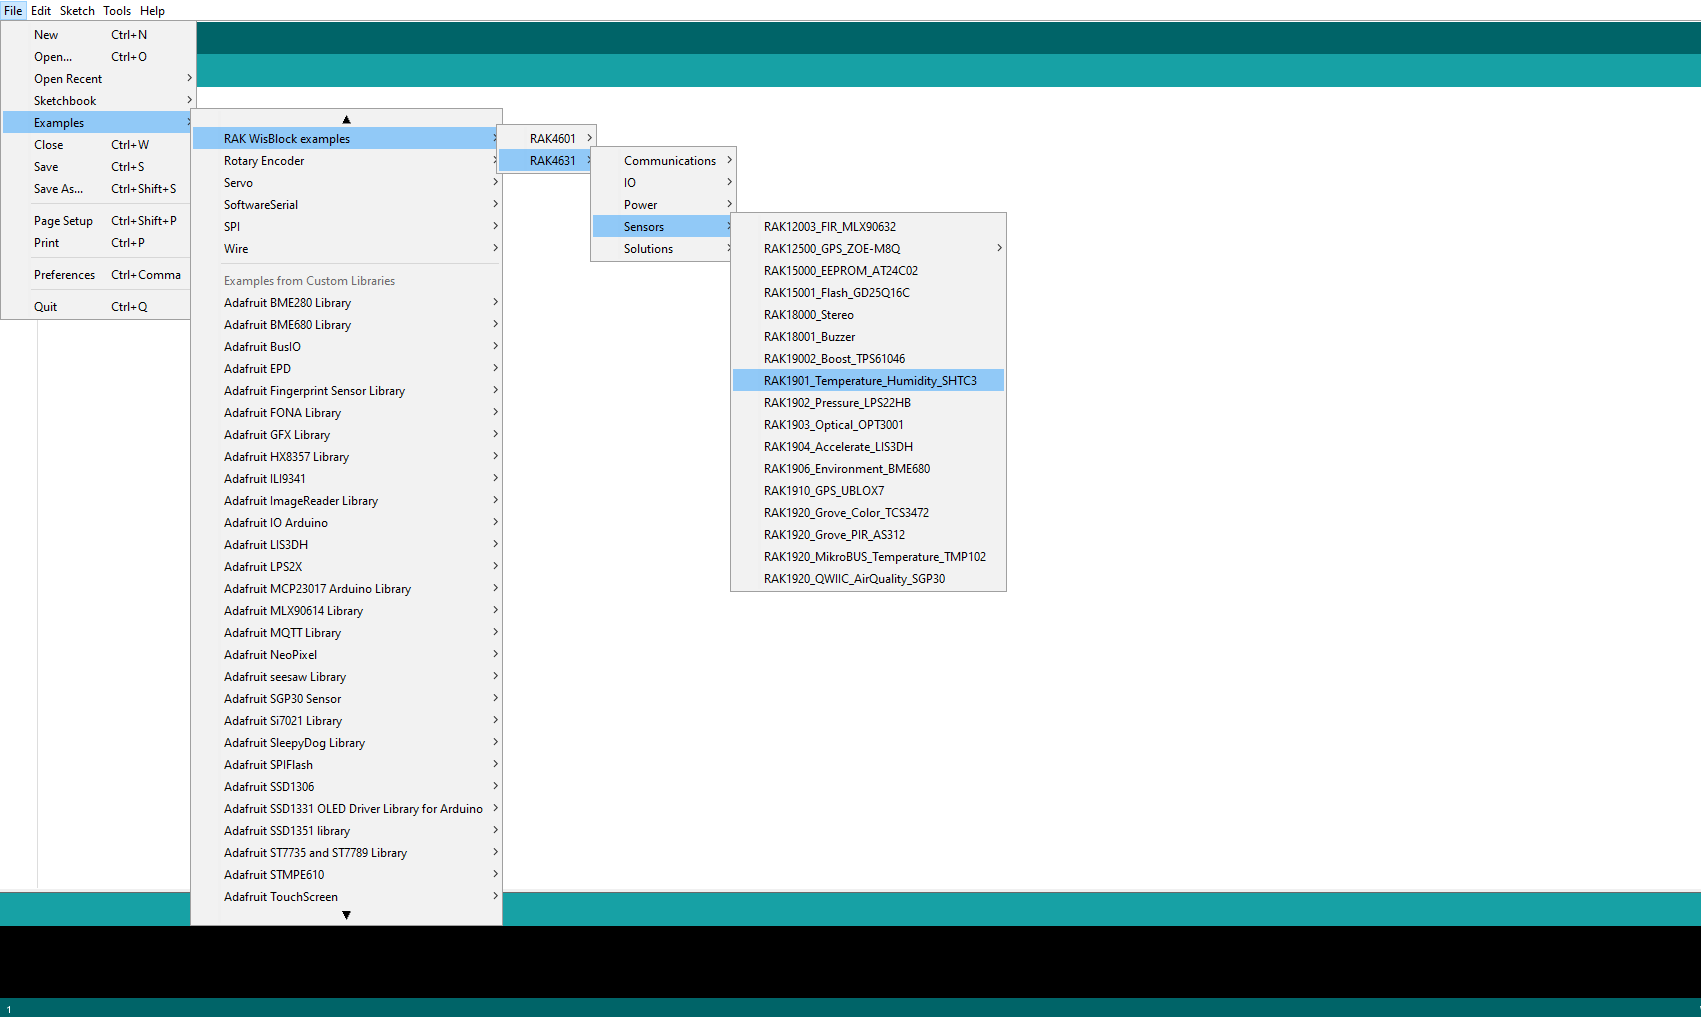 File Edit Sketch Tools Help
New Ctrl+N
Open... Ctrl+O
Open Recent
Sketchbook
Examples
Close Ctrl+W
Save Ctrl+S
Save As... Ctrl+Shift+S
Page Setup Ctrl+Shift+P
Print Ctrl+P
Preferences Ctrl+Comma
Quit Ctrl+Q
RAK WisBlock examples
Rotary Encoder
Servo
SoftwareSerial
SPI
Wire
Examples from Custom Libraries
Adafruit BME280 Library
Adafruit BME680 Library
Adafruit BusIO
Adafruit EPD
Adafruit Fingerprint Sensor Library
Adafruit FONA Library
Adafruit GFX Library
Adafruit HX8357 Library
Adafruit ILI9341
Adafruit ImageReader Library
Adafruit IO Arduino
Adafruit LIS3DH
Adafruit LPS2X
Adafruit MCP23017 Arduino Library
Adafruit MLX90614 Library
Adafruit MQTT Library
Adafruit NeoPixel
Adafruit seesaw Library
Adafruit SGP30 Sensor
Adafruit Si7021 Library
Adafruit SleepyDog Library
Adafruit SPIFlash
Adafruit SSD1306
Adafruit SSD1331 OLED Driver Library for Arduino
Adafruit SSD1351 library
Adafruit ST7735 and ST7789 Library
Adafruit STMPE610
Adafruit TouchScreen
RAK4601
RAK4631
Communications
IO
Power
Sensors
Solutions
RAK12003_FIR_MLX90632
RAK12500_GPS_ZOE-M8Q
RAK15000_EEPROM_AT24C02
RAK15001_Flash_GD25Q16C
RAK18000_Stereo
RAK18001_Buzzer
RAK19002_Boost_TPS61046
RAK1901_Temperature_Humidity_SHTC3
RAK1902_Pressure_LPS22HB
RAK1903_Optical_OPT3001
RAK1904_Accelerate_LIS3DH
RAK1906_Environment_BME680
RAK1910_GPS_UBLOX7
RAK1920_Grove_Color_TCS3472
RAK1920_Grove_PIR_AS312
RAK1920_MikroBUS_Temperature_TMP102
RAK1920_QWIIC_AirQuality_SGP30
1